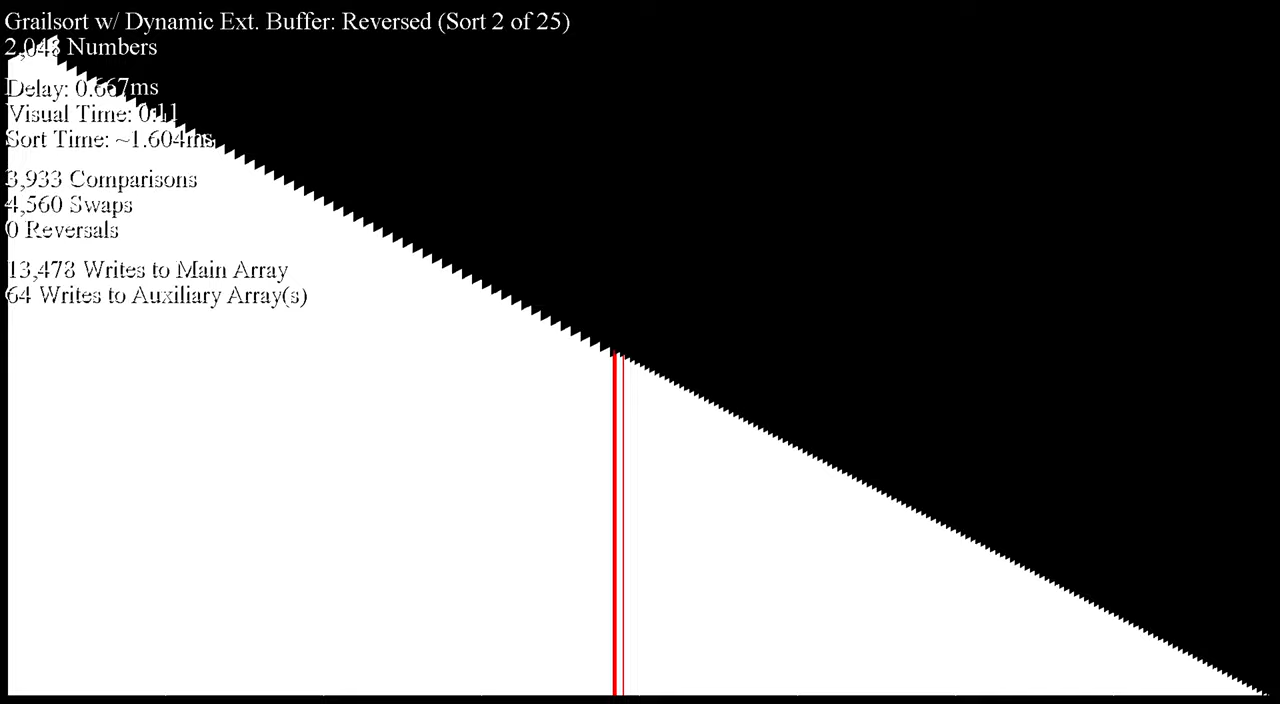 Grailsort w/ Dynamic Ext. Buffer: Reversed (Sort 2 of 25)
2,048 Numbers
Delay: 0.667ms
Visual Time: 0:11
Sort Time: ~1.604ms
3,933 Comparisons
4,560 Swaps
0 Reversals
13,478 Writes to Main Array
64 Writes to Auxiliary Array(s)